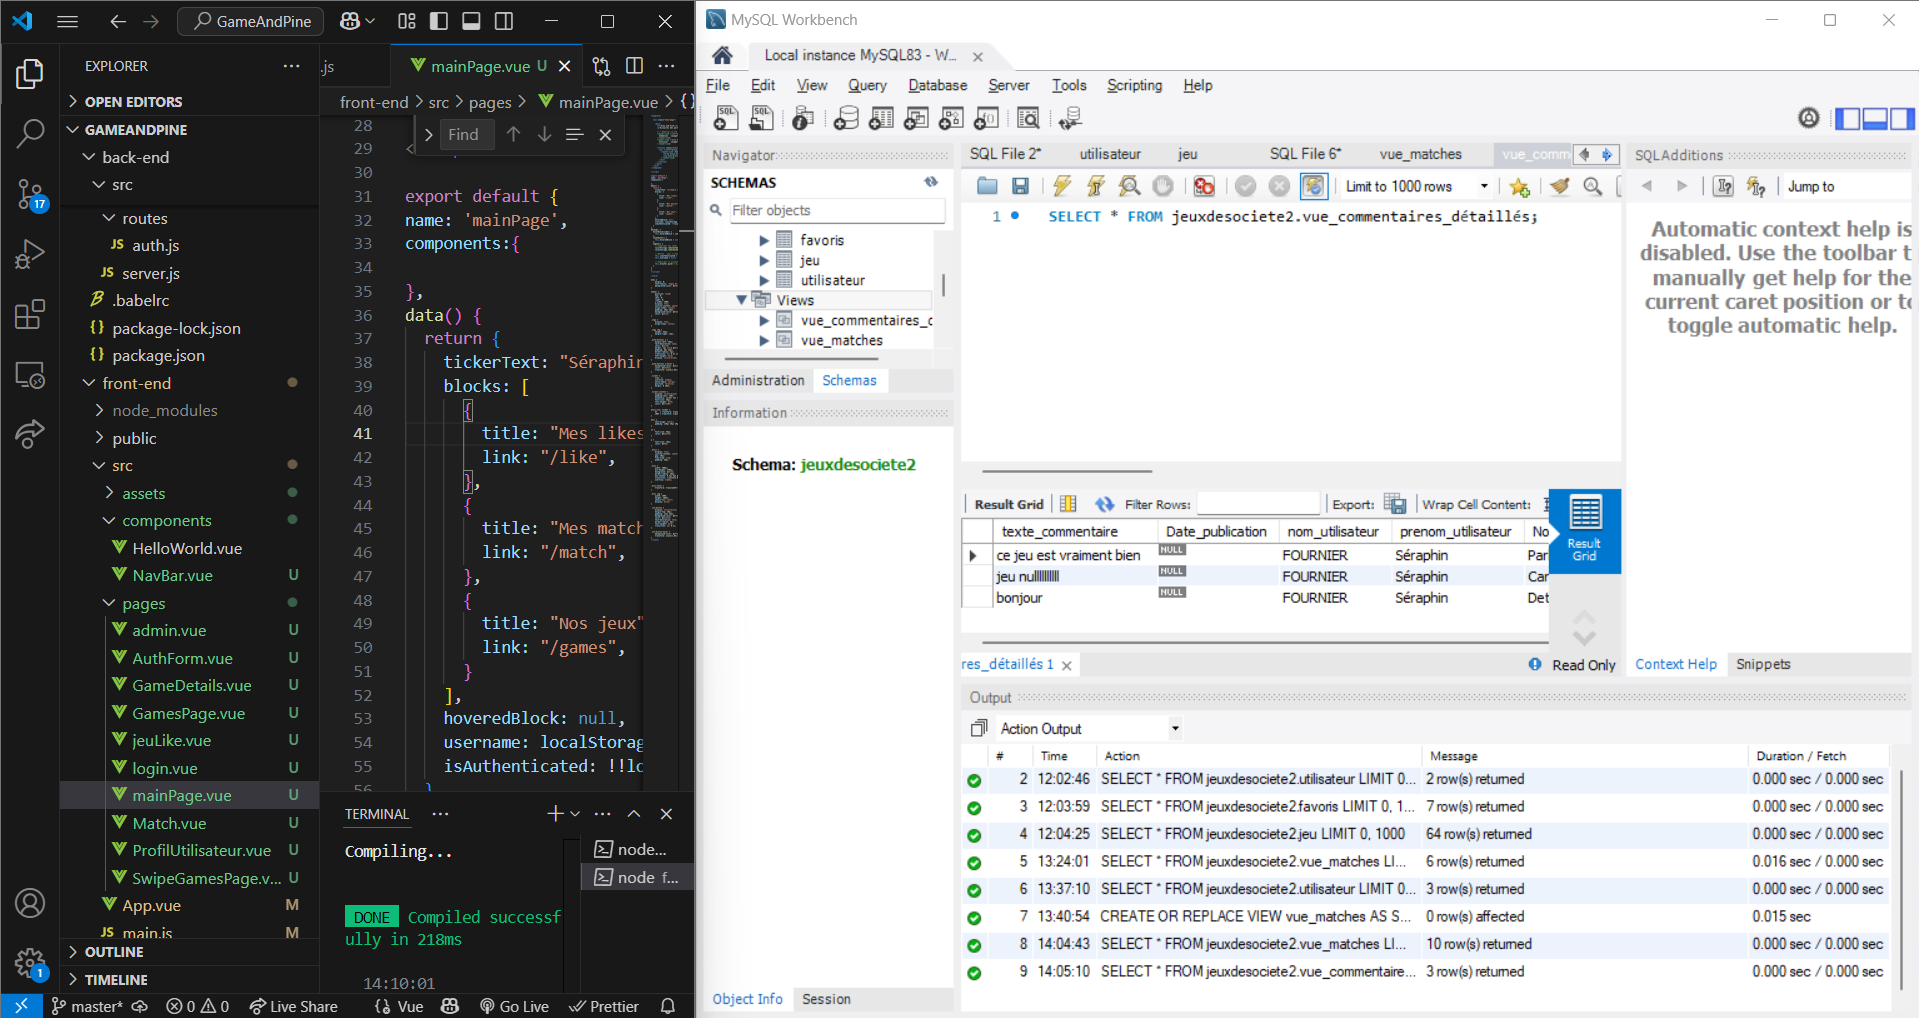 GameAndPine
EXPLORER
OPEN EDITORS
GAMEANDPINE
back-end
src
routes
JS auth.js
JS server.js
.babelrc
{} package-lock.json
{} package.json
front-end
node_modules
public
src
assets
components
HelloWorld.vue
NavBar.vue U
pages
admin.vue U
AuthForm.vue U
GameDetails.vue U
GamesPage.vue U
jeuLike.vue U
login.vue U
mainPage.vue U
Match.vue U
ProfilUtilisateur.vue U
SwipeGamesPage.v... U
App.vue M
JS main.js M
OUTLINE
TIMELINE
17
1
.js
mainPage.vue U
front-end > src > pages > mainPage.vue > {}
Find
28
29 <
30
31 export default {
32 name: 'mainPage',
33 components:{
34
35 },
36 data() {
37 return {
38 tickerText: "Séraphin
39 blocks: [
40 {
41 title: "Mes likes
42 link: "/like",
43 },
44 {
45 title: "Mes match
46 link: "/match",
47 },
48 {
49 title: "Nos jeux"
50 link: "/games",
51 }
52 ],
53 hoveredBlock: null,
54 username: localStorag
55 isAuthenticated: !!lo
56 }
TERMINAL
Compiling...
DONE Compiled successf
ully in 218ms
14:10:01
node...
node f...
master* 0 0 Live Share {} Vue Go Live Prettier
MySQL Workbench
Local instance MySQL83 - W...
File Edit View Query Database Server Tools Scripting Help
Navigator
SCHEMAS
Filter objects
favoris
jeu
utilisateur
Views
vue_commentaires_d
vue_matches
Administration Schemas
Information
Schema: jeuxdesociete2
Object Info Session
SQL File 2* utilisateur jeu SQL File 6* vue_matches vue_comm
Limit to 1000 rows
1 SELECT * FROM jeuxdesociete2.vue_commentaires_détaillés;
Result Grid Filter Rows: Export: Wrap Cell Content:
texte_commentaire Date_publication nom_utilisateur prenom_utilisateur No
ce jeu est vraiment bien NULL FOURNIER Séraphin Par
NULL FOURNIER Séraphin Car
bonjour NULL FOURNIER Séraphin Det
Result
Grid
res_détaillés 1
Read Only
SQLAdditions
Jump to
Automatic context help is
disabled. Use the toolbar t
manually get help for the
current caret position or to
toggle automatic help.
Context Help Snippets
Output
Action Output
# Time Action Message Duration / Fetch
2 12:02:46 SELECT * FROM jeuxdesociete2.utilisateur LIMIT 0... 2 row(s) returned 0.000 sec / 0.000 sec
3 12:03:59 SELECT * FROM jeuxdesociete2.favoris LIMIT 0, 1... 7 row(s) returned 0.000 sec / 0.000 sec
4 12:04:25 SELECT * FROM jeuxdesociete2.jeu LIMIT 0, 1000 64 row(s) returned 0.000 sec / 0.000 sec
5 13:24:01 SELECT * FROM jeuxdesociete2.vue_matches LI... 6 row(s) returned 0.016 sec / 0.000 sec
6 13:37:10 SELECT * FROM jeuxdesociete2.utilisateur LIMIT 0... 3 row(s) returned 0.000 sec / 0.000 sec
7 13:40:54 CREATE OR REPLACE VIEW vue_matches AS S... 0 row(s) affected 0.015 sec
8 14:04:43 SELECT * FROM jeuxdesociete2.vue_matches LI... 10 row(s) returned 0.000 sec / 0.000 sec
9 14:05:10 SELECT * FROM jeuxdesociete2.vue_commentaire... 3 row(s) returned 0.000 sec / 0.000 sec